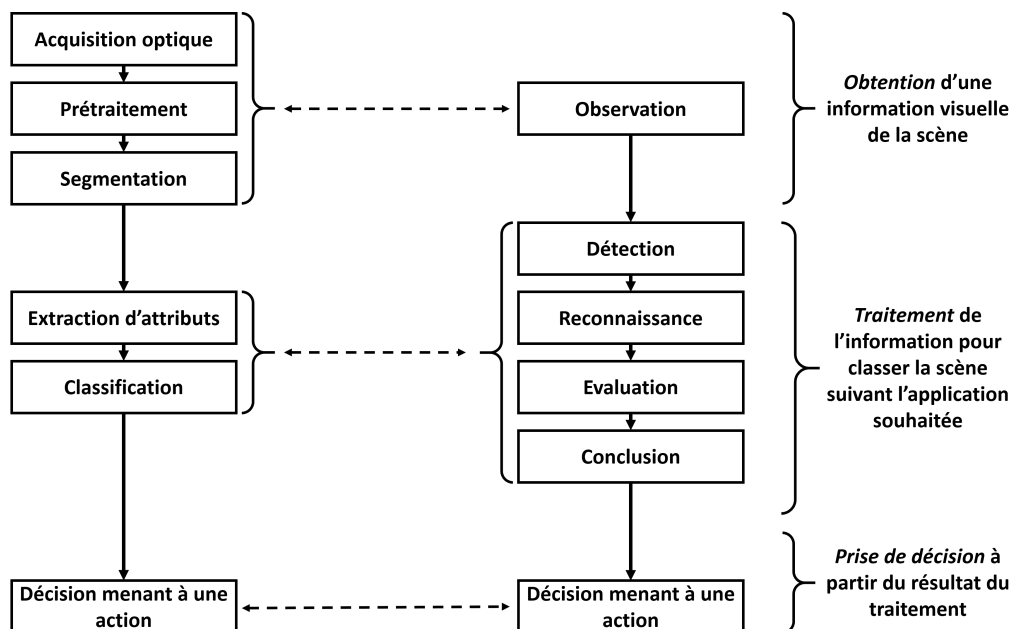 Acquisition optique
Prétraitement
Segmentation
Extraction d'attributs
Classification
Décision menant à une
action
Observation
Détection
Reconnaissance
Evaluation
Conclusion
Décision menant à une
action
Obtention d'une
information visuelle
de la scène
Traitement de
l'information pour
classer la scène
suivant l'application
souhaitée
Prise de décision à
partir du résultat du
traitement